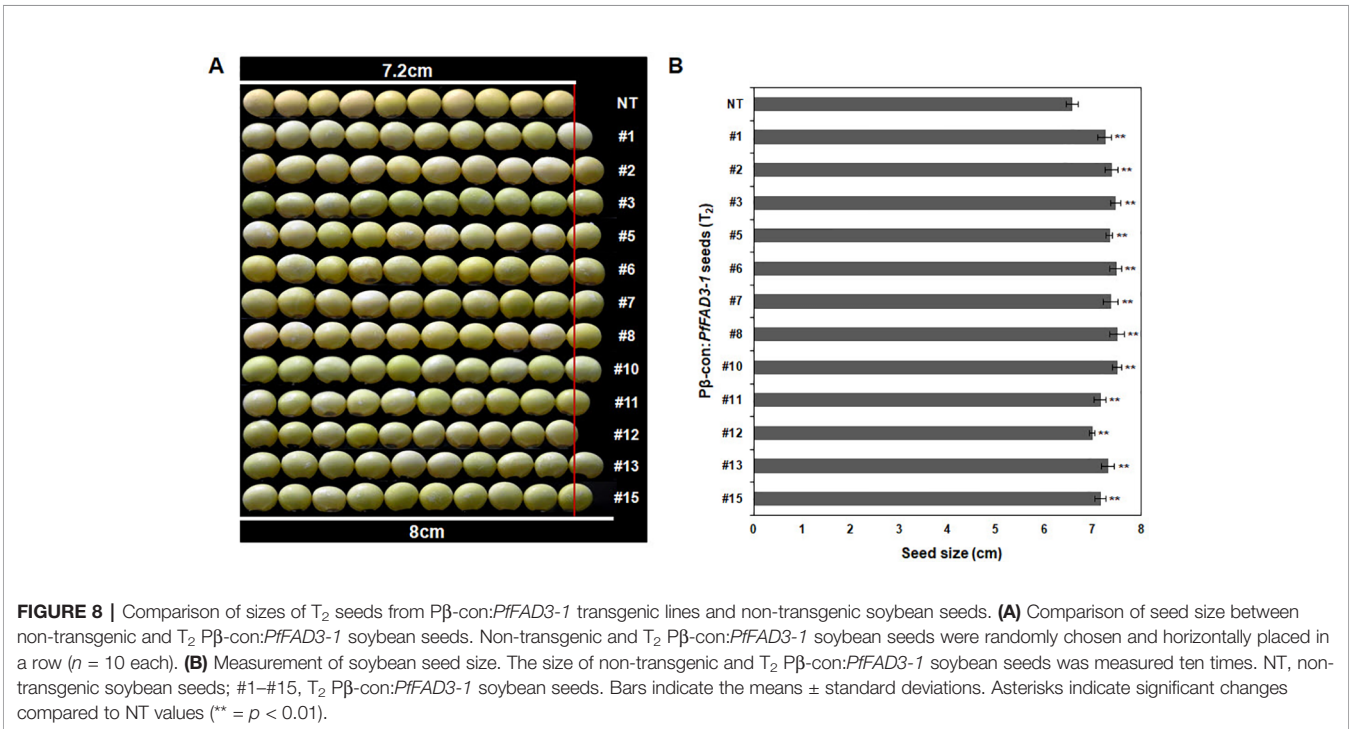 A
7.2cm
NT
#1
#2
#3
#5
#6
#7
#8
#10
#11
#12
#13
#15
8cm
B
Pβ-con:PfFAD3-1 seeds (T2)
NT
#1
**
#2
**
#3
**
#5
**
#6
**
#7
**
#8
**
#10
**
#11
**
#12
**
#13
**
#15
**
0 1 2 3 4 5 6 7 8
Seed size (cm)
FIGURE 8 | Comparison of sizes of T2 seeds from Pβ-con:PfFAD3-1 transgenic lines and non-transgenic soybean seeds. (A) Comparison of seed size between
non-transgenic and T2 Pβ-con:PfFAD3-1 soybean seeds. Non-transgenic and T2 Pβ-con:PfFAD3-1 soybean seeds were randomly chosen and horizontally placed in
a row (n = 10 each). (B) Measurement of soybean seed size. The size of non-transgenic and T2 Pβ-con:PfFAD3-1 soybean seeds was measured ten times. NT, non-
transgenic soybean seeds; #1–#15, T2 Pβ-con:PfFAD3-1 soybean seeds. Bars indicate the means ± standard deviations. Asterisks indicate significant changes
compared to NT values (** = p < 0.01).